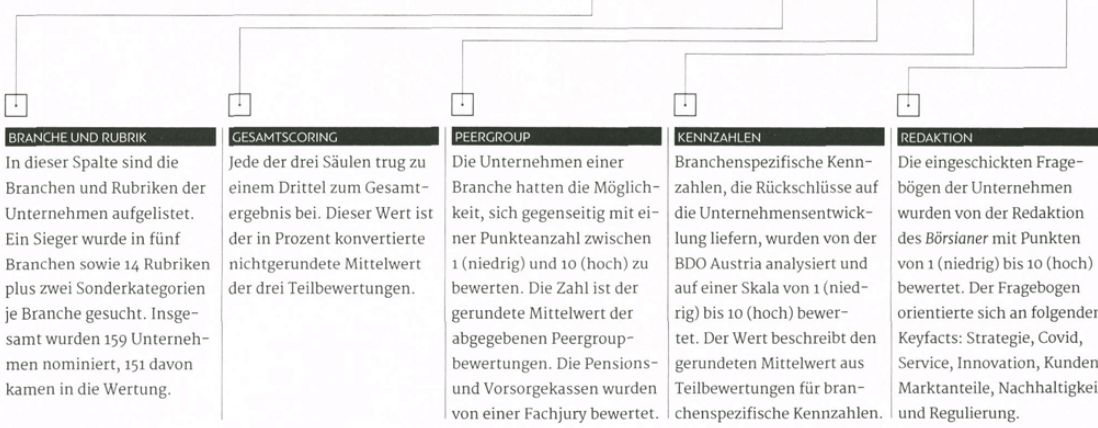 BRANCHE UND RUBRIK
In dieser Spalte sind die
Branchen und Rubriken der
Unternehmen aufgelistet.
Ein Sieger wurde in fünf
Branchen sowie 14 Rubriken
plus zwei Sonderkategorien
je Branche gesucht. Insge-
samt wurden 159 Unterneh-
men nominiert, 151 davon
kamen in die Wertung.
GESAMTSCORING
Jede der drei Säulen trug zu
einem Drittel zum Gesamt-
ergebnis bei. Dieser Wert ist
der in Prozent konvertierte
nichtgerundete Mittelwert
der drei Teilbewertungen.
PEERGROUP
Die Unternehmen einer
Branche hatten die Möglich-
keit, sich gegenseitig mit ei-
ner Punkteanzahl zwischen
1 (niedrig) und 10 (hoch) zu
bewerten. Die Zahl ist der
gerundete Mittelwert der
abgegebenen Peergroup-
bewertungen. Die Pensions-
und Vorsorgekassen wurden
von einer Fachjury bewertet.
KENNZAHLEN
Branchenspezifische Kenn-
zahlen, die Rückschlüsse auf
die Unternehmensentwick-
lung liefern, wurden von der
BDO Austria analysiert und
auf einer Skala von 1 (nied-
rig) bis 10 (hoch) bewer-
tet. Der Wert beschreibt den
gerundeten Mittelwert aus
Teilbewertungen für bran-
chenspezifische Kennzahlen.
REDAKTION
Die eingeschickten Frage-
bögen der Unternehmen
wurden von der Redaktion
des Börsianer mit Punkten
von 1 (niedrig) bis 10 (hoch)
bewertet. Der Fragebogen
orientierte sich an folgenden
Keyfacts: Strategie, Covid,
Service, Innovation, Kunden
Marktanteile, Nachhaltigkei
und Regulierung.